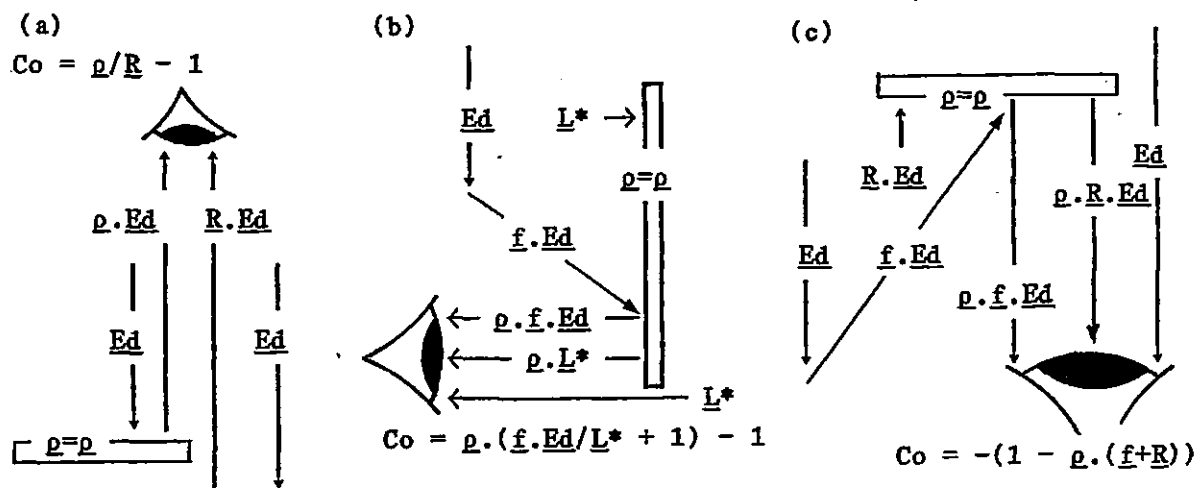 (a)
Co = ρ/R - 1
ρ.Ed
R.Ed
Ed
Ed
ρ=ρ
(b)
Ed
L*
ρ=ρ
f.Ed
ρ.f.Ed
ρ.L*
L*
Co = ρ.(f.Ed/L* + 1) - 1
(c)
ρ=ρ
Ed
R.Ed
ρ.R.Ed
Ed
f.Ed
ρ.f.Ed
Co = -(1 - ρ.(f+R))